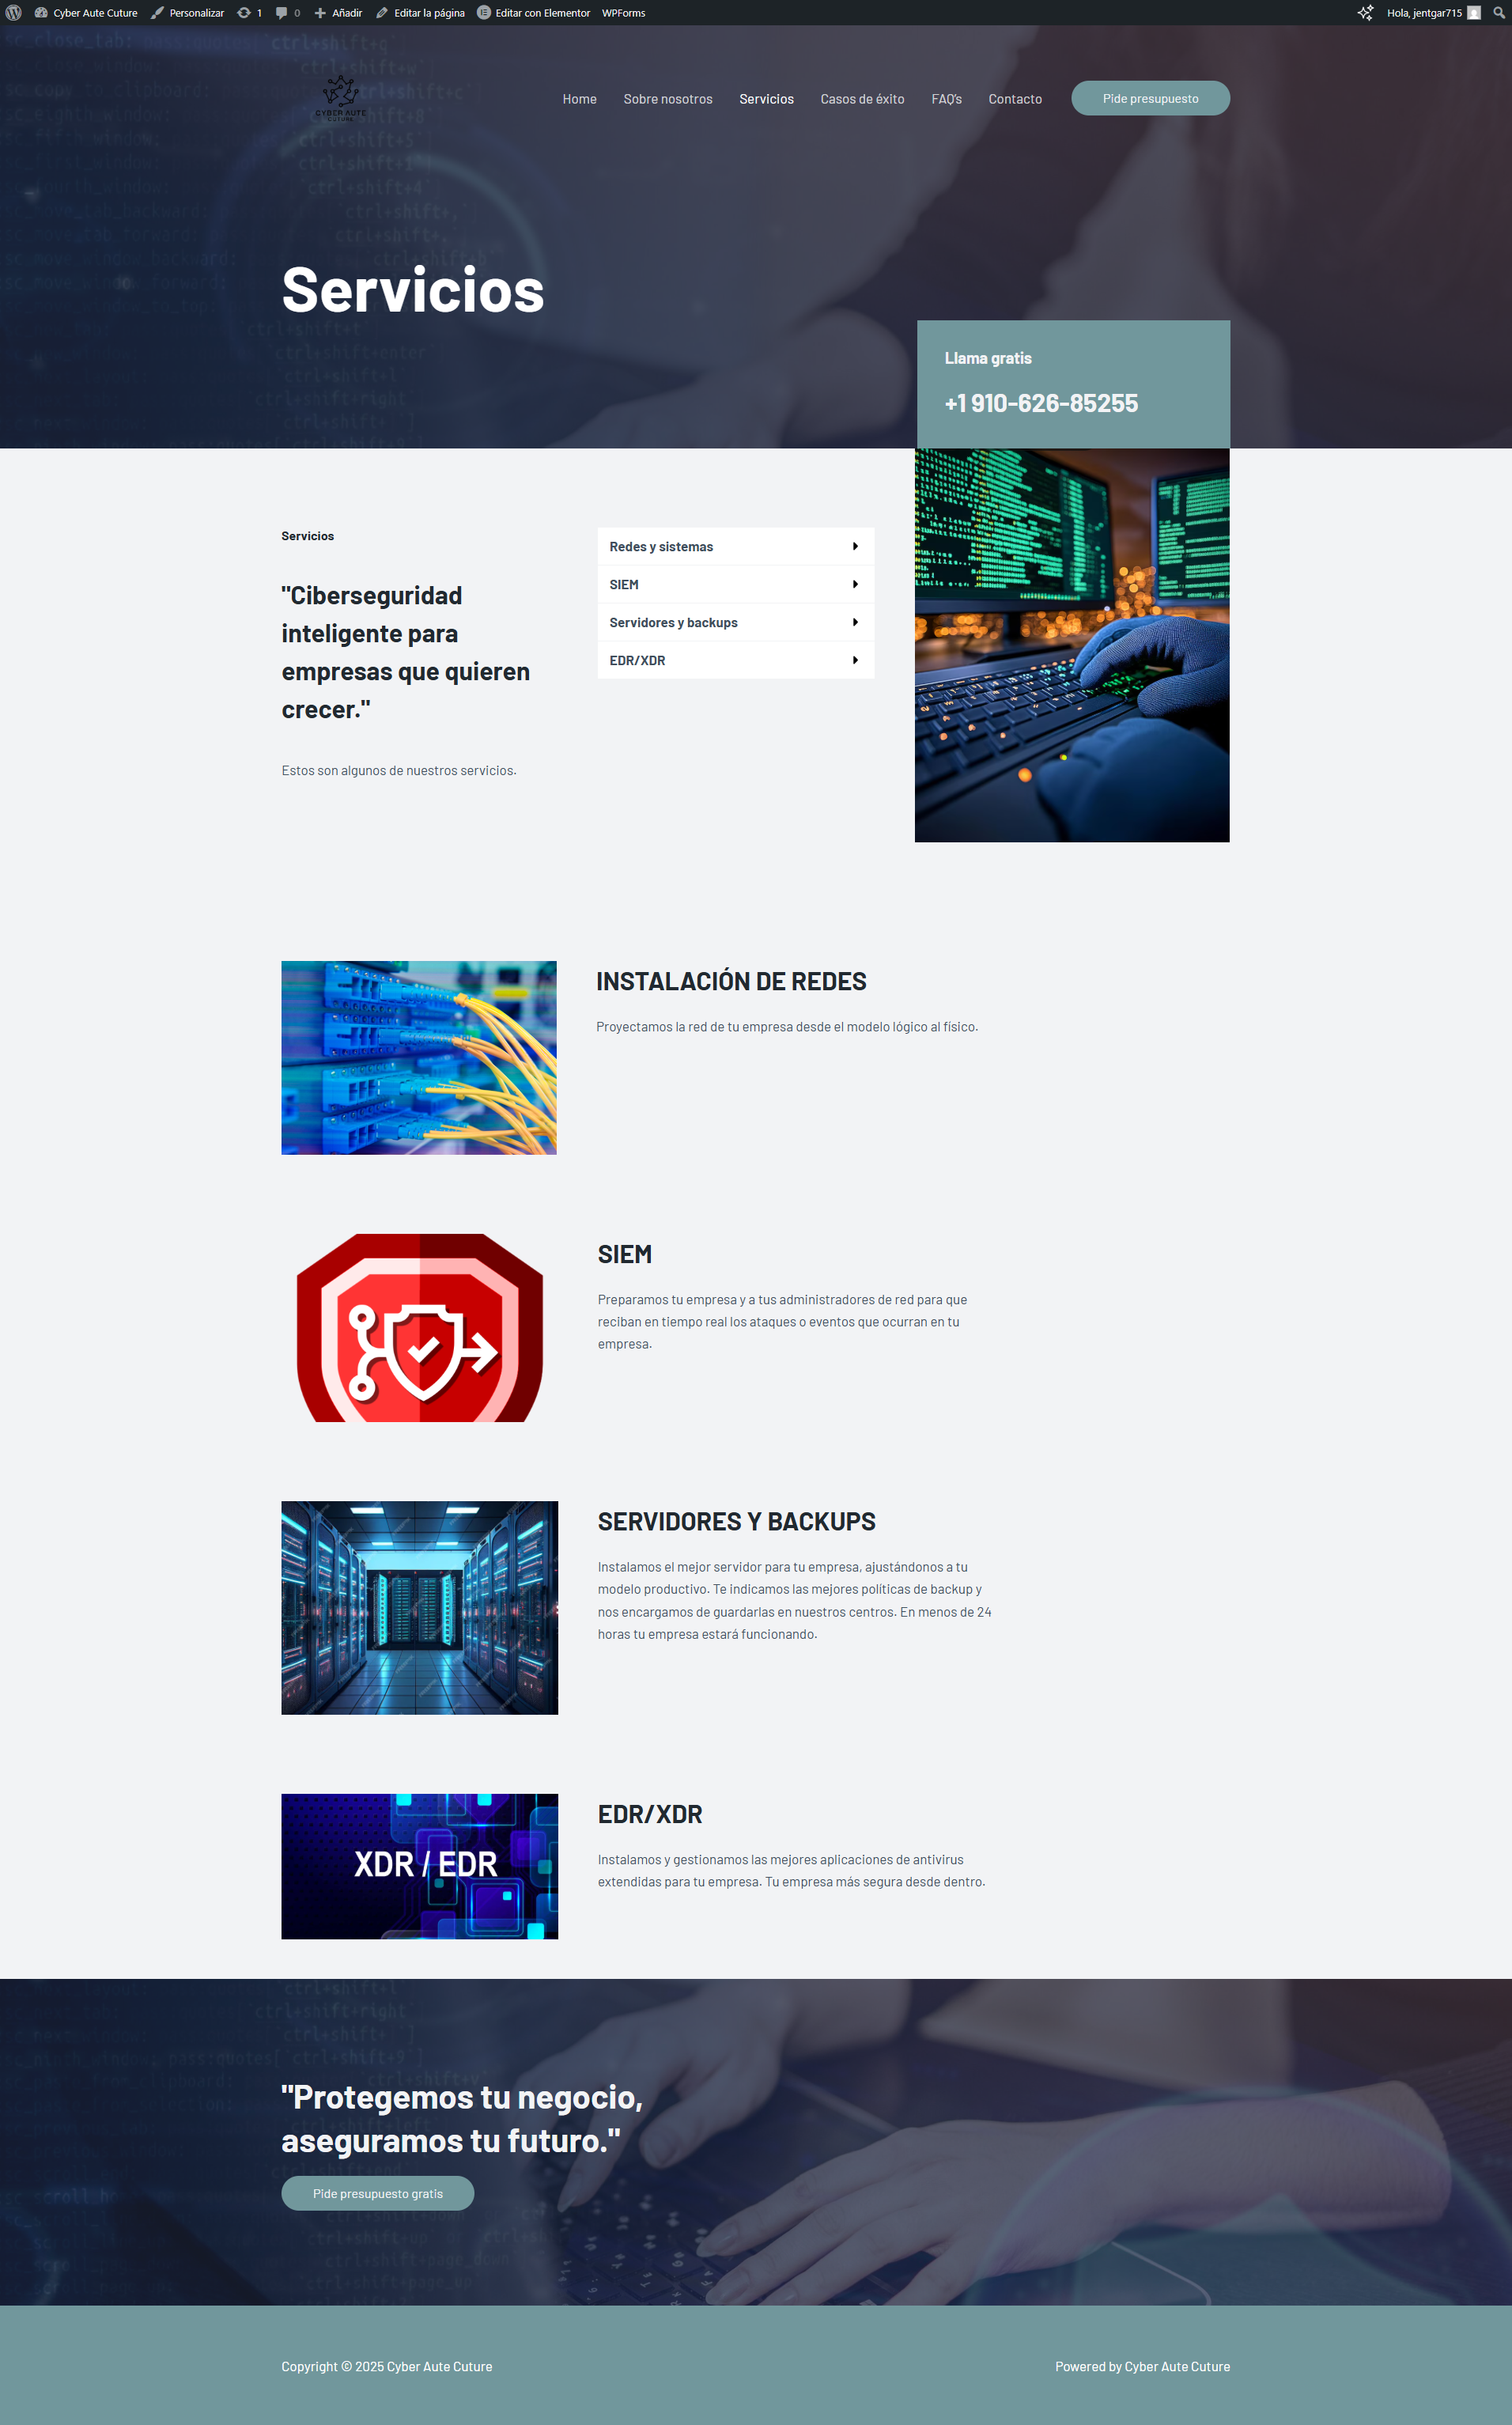 Cyber Aute Cuture Personalizar 1 0 Añadir Editar la página Editar con Elementor WPForms Hola, jentgar715
CYBER AUTE
CUTURE
Home Sobre nosotros Servicios Casos de éxito FAQ's Contacto Pide presupuesto
Servicios
Llama gratis
+1 910-626-85255
Servicios
"Ciberseguridad
inteligente para
empresas que quieren
crecer."
Estos son algunos de nuestros servicios.
Redes y sistemas
SIEM
Servidores y backups
EDR/XDR
INSTALACIÓN DE REDES
Proyectamos la red de tu empresa desde el modelo lógico al físico.
SIEM
Preparamos tu empresa y a tus administradores de red para que
reciban en tiempo real los ataques o eventos que ocurran en tu
empresa.
SERVIDORES Y BACKUPS
Instalamos el mejor servidor para tu empresa, ajustándonos a tu
modelo productivo. Te indicamos las mejores políticas de backup y
nos encargamos de guardarlas en nuestros centros. En menos de 24
horas tu empresa estará funcionando.
XDR / EDR
EDR/XDR
Instalamos y gestionamos las mejores aplicaciones de antivirus
extendidas para tu empresa. Tu empresa más segura desde dentro.
"Protegemos tu negocio,
aseguramos tu futuro."
Pide presupuesto gratis
Copyright © 2025 Cyber Aute Cuture
Powered by Cyber Aute Cuture